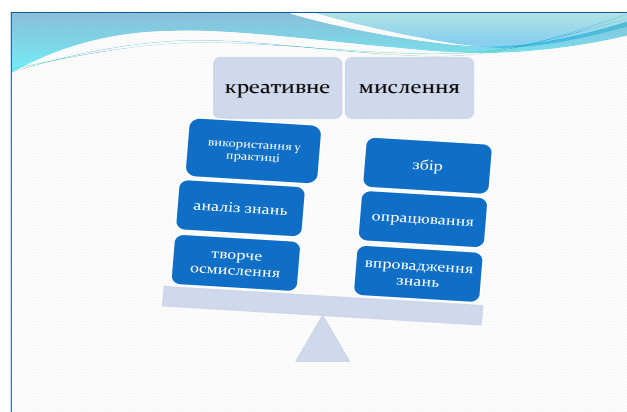 креативне
мислення
використання у
практиці
аналіз знань
творче
осмислення
збір
опрацювання
впровадження
знань